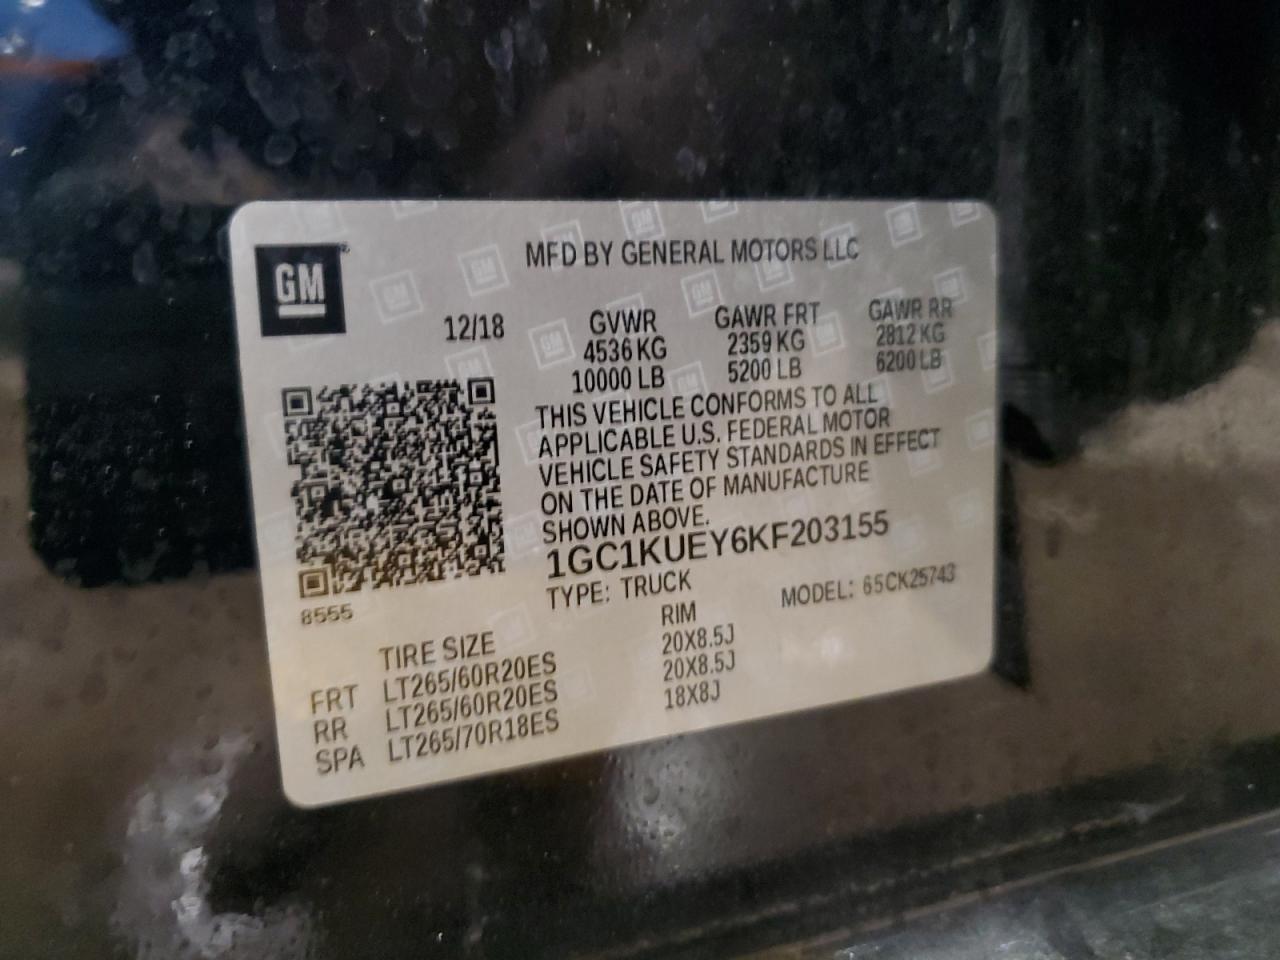 GM
MFD BY GENERAL MOTORS LLC
12/18 GVWR GAWR FRT GAWR RR
4536 KG 2359 KG 2812 KG
10000 LB 5200 LB 6200 LB
THIS VEHICLE CONFORMS TO ALL
APPLICABLE U.S. FEDERAL MOTOR
VEHICLE SAFETY STANDARDS IN EFFECT
ON THE DATE OF MANUFACTURE
SHOWN ABOVE.
1GC1KUEY6KF203155
TYPE: TRUCK MODEL: 65CK25743
8555
TIRE SIZE RIM
FRT LT265/60R20ES 20X8.5J
RR LT265/60R20ES 20X8.5J
SPA LT265/70R18ES 18X8J